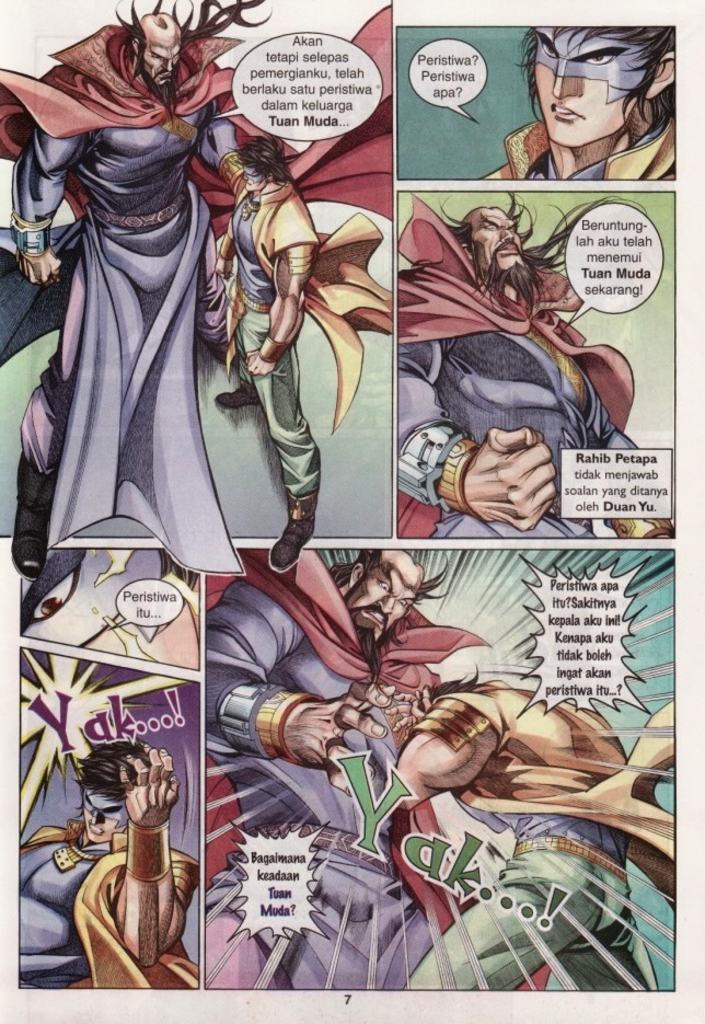 Akan
tetapi selepas
pemergianku, telah
berlaku satu peristiwa
dalam keluarga
Tuan Muda...
Peristiwa?
Peristiwa
apa?
Beruntung-
lah aku telah
menemui
Tuan Muda
sekarang!
Rahib Petapa
tidak menjawab
soalan yang ditanya
oleh Duan Yu.
Peristiwa
itu...
Yak...!
Peristiwa apa
itu?Sakitnya
kepala aku ini!
Kenapa aku
tidak boleh
ingat akan
peristiwa itu...?
Yak...!
Bagaimana
keadaan
Tuan
Muda?
7